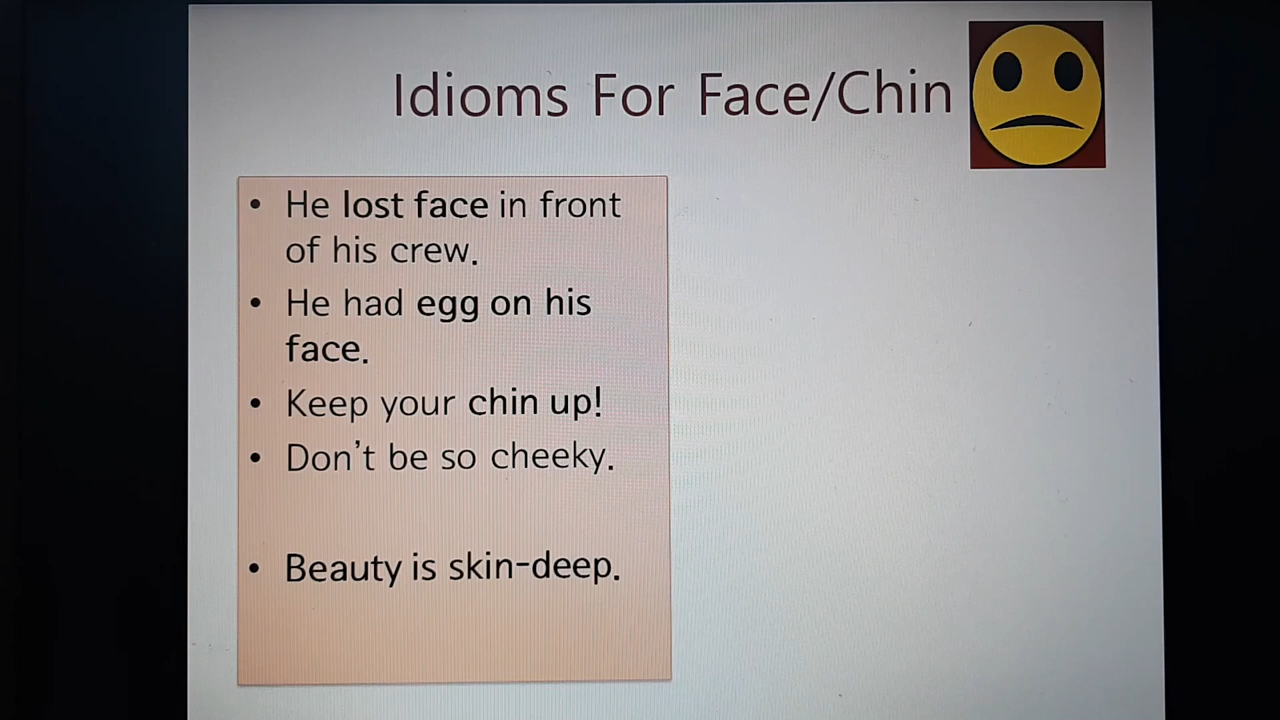 Idioms For Face/Chin
• He lost face in front
of his crew.
• He had egg on his
face.
• Keep your chin up!
• Don't be so cheeky.
• Beauty is skin-deep.